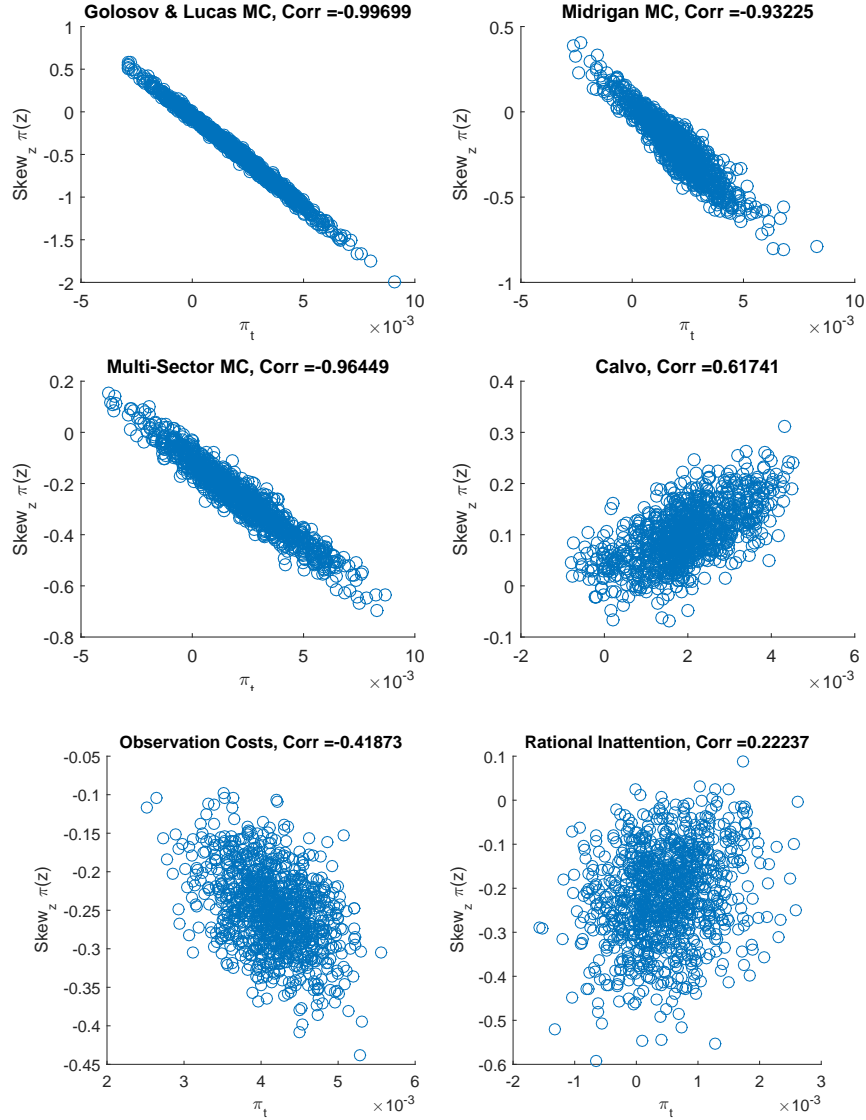 Golosov & Lucas MC, Corr =-0.99699
1
0.5
0
-0.5
-1
-1.5
-2
Skew_z π(z)
-5 0 5 10
π_t
×10^-3
Midrigan MC, Corr =-0.93225
0.5
0
-0.5
-1
Skew_z π(z)
-5 0 5 10
π_t
×10^-3
Multi-Sector MC, Corr =-0.96449
0.2
0
-0.2
-0.4
-0.6
-0.8
Skew_z π(z)
-5 0 5 10
π_t
×10^-3
Calvo, Corr =0.61741
0.4
0.3
0.2
0.1
0
-0.1
Skew_z π(z)
-2 0 2 4 6
π_t
×10^-3
Observation Costs, Corr =-0.41873
-0.05
-0.1
-0.15
-0.2
-0.25
-0.3
-0.35
-0.4
-0.45
Skew_z π(z)
2 3 4 5 6
π_t
×10^-3
Rational Inattention, Corr =0.22237
0.1
0
-0.1
-0.2
-0.3
-0.4
-0.5
-0.6
Skew_z π(z)
-2 -1 0 1 2 3
π_t
×10^-3